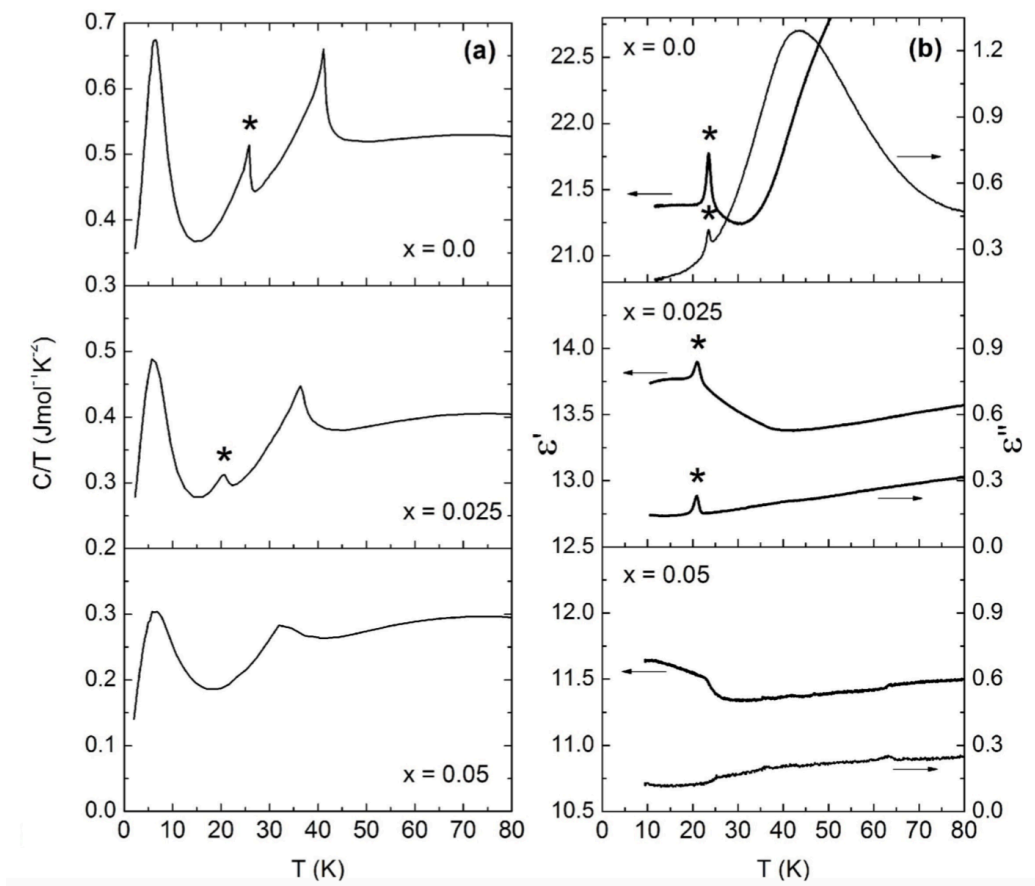 (a)
0.7
0.6
0.5
0.4
0.3
*
x = 0.0
0.5
0.4
0.3
0.2
*
x = 0.025
0.3
0.2
0.1
0.0
x = 0.05
C/T (Jmol⁻¹K⁻²)
0 10 20 30 40 50 60 70 80
T (K)
(b)
x = 0.0
22.5
22.0
21.5
21.0
*
*
1.2
0.9
0.6
0.3
x = 0.025
14.0
13.5
13.0
12.5
*
*
0.9
0.6
0.3
0.0
x = 0.05
12.0
11.5
11.0
10.5
0.9
0.6
0.3
0.0
ε'
ε"
0 10 20 30 40 50 60 70 80
T (K)